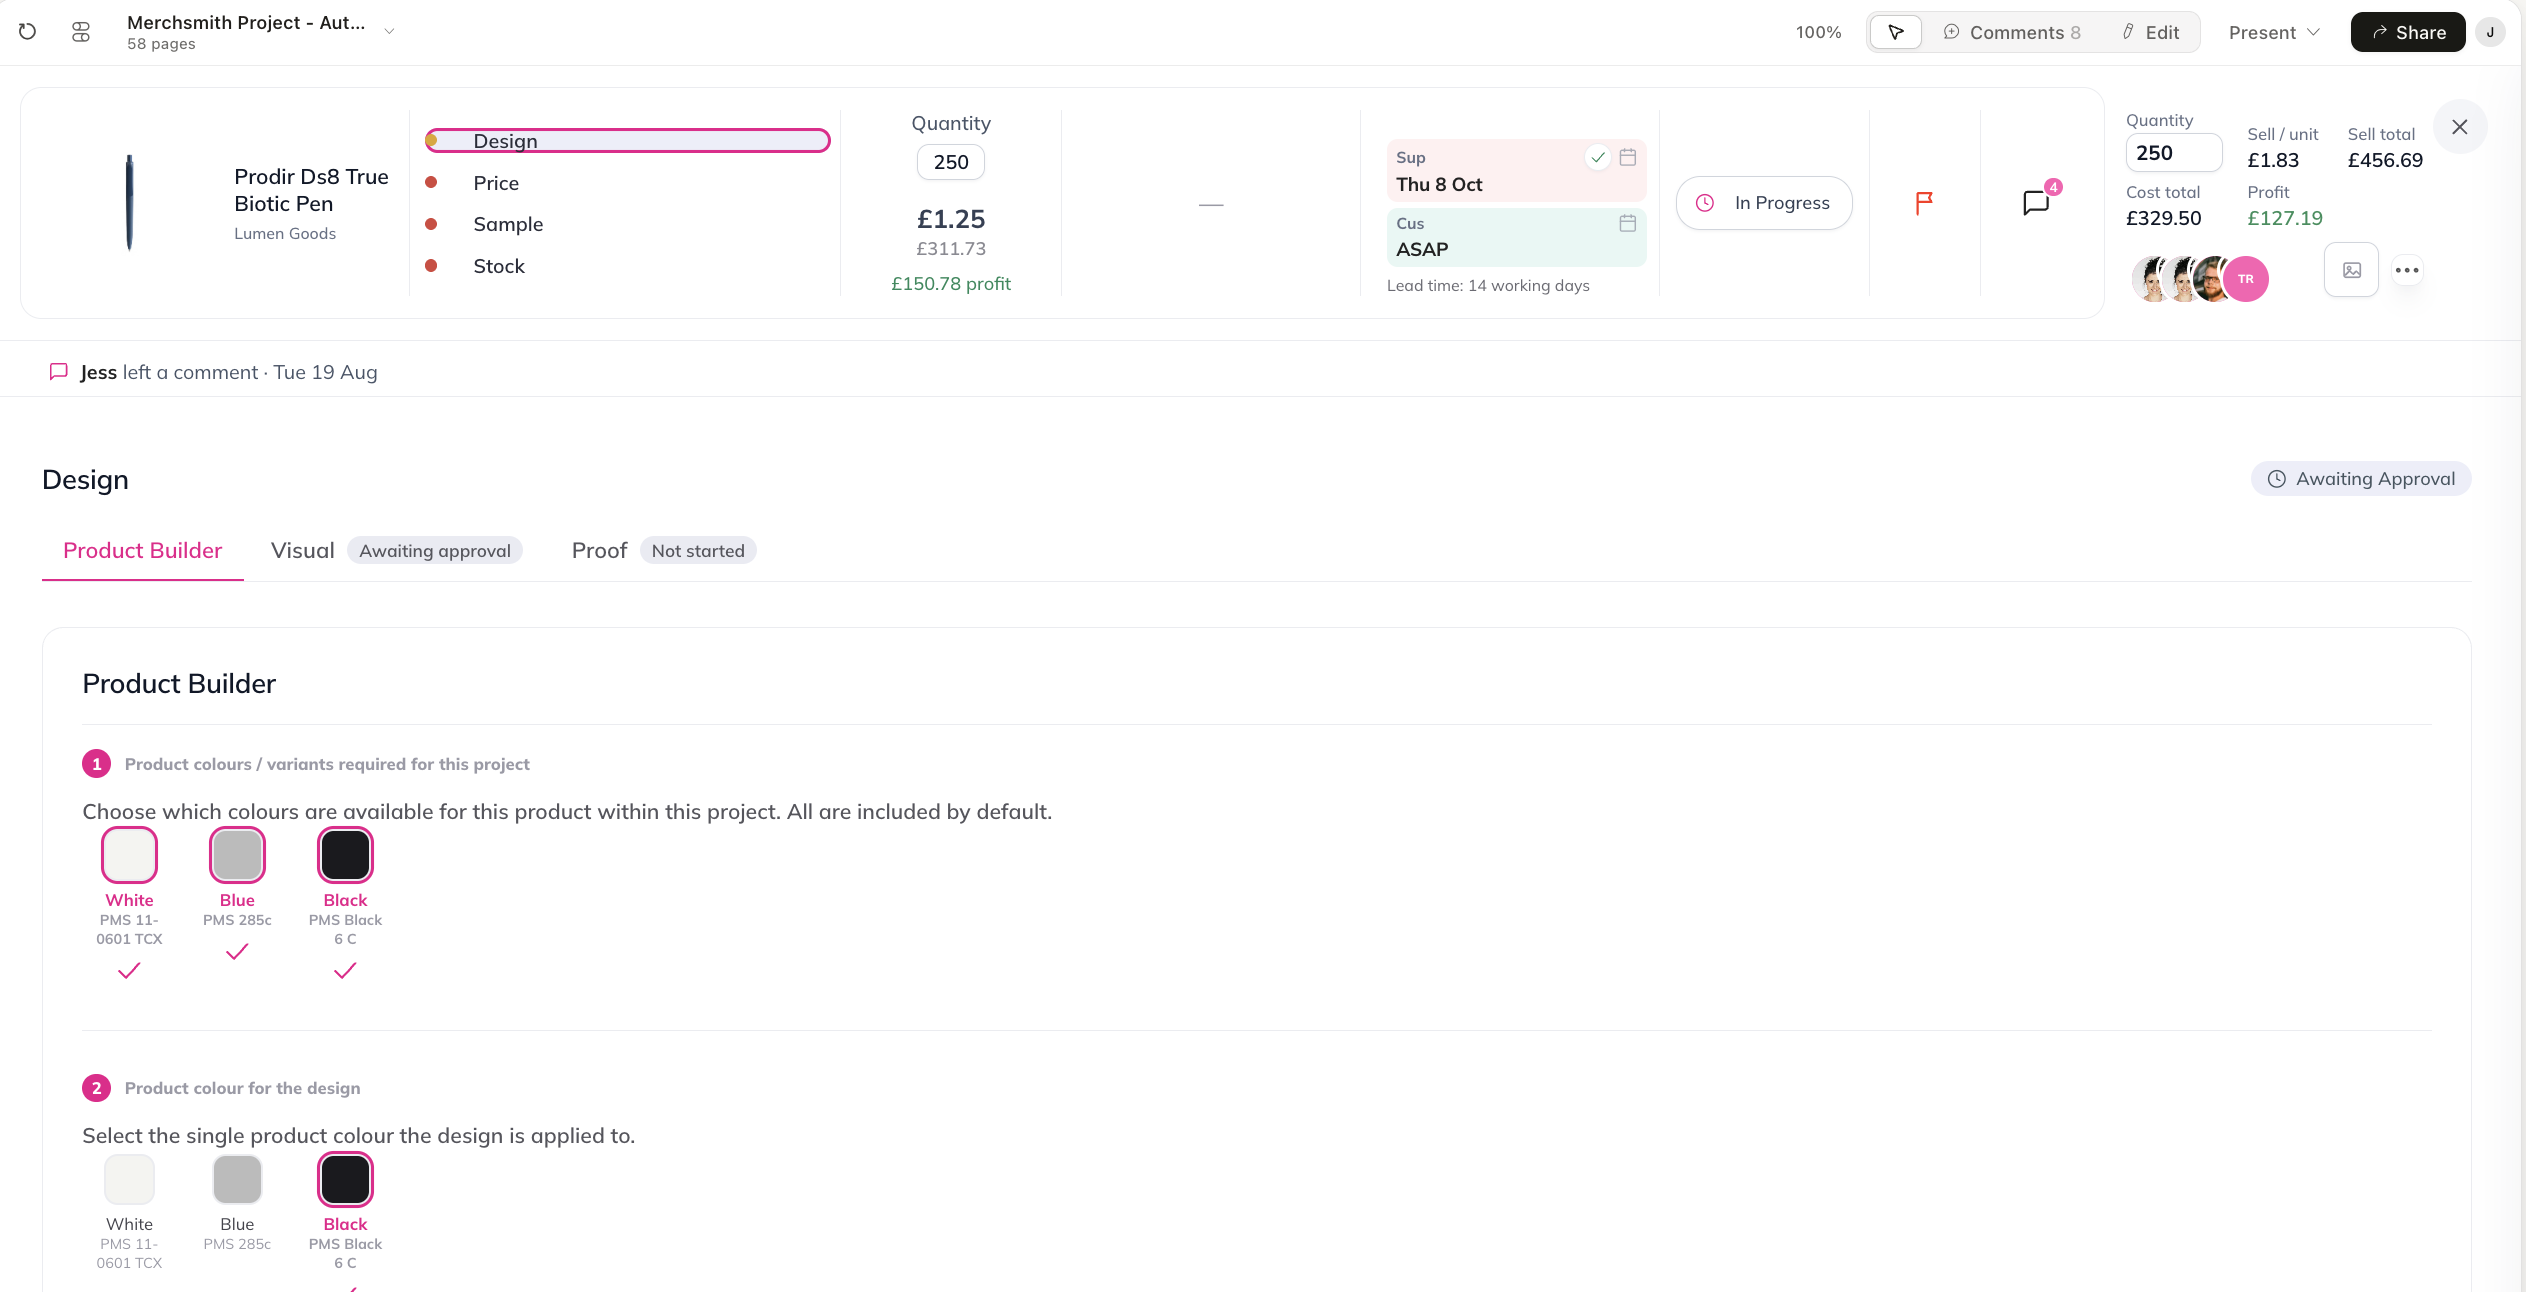 Merchsmith Project - Aut...
58 pages
100%
Comments 8
Edit
Present
Share
J
Prodir Ds8 True
Biotic Pen
Lumen Goods
Design
Price
Sample
Stock
Quantity
250
£1.25
£311.73
£150.78 profit
—
Sup
Thu 8 Oct
Cus
ASAP
Lead time: 14 working days
In Progress
4
Quantity
250
Sell / unit
£1.83
Sell total
£456.69
Cost total
£329.50
Profit
£127.19
TR
Jess left a comment · Tue 19 Aug
Design
Awaiting Approval
Product Builder
Visual Awaiting approval
Proof Not started
Product Builder
1 Product colours / variants required for this project
Choose which colours are available for this product within this project. All are included by default.
White
PMS 11-
0601 TCX
Blue
PMS 285c
Black
PMS Black
6 C
2 Product colour for the design
Select the single product colour the design is applied to.
White
PMS 11-
0601 TCX
Blue
PMS 285c
Black
PMS Black
6 C